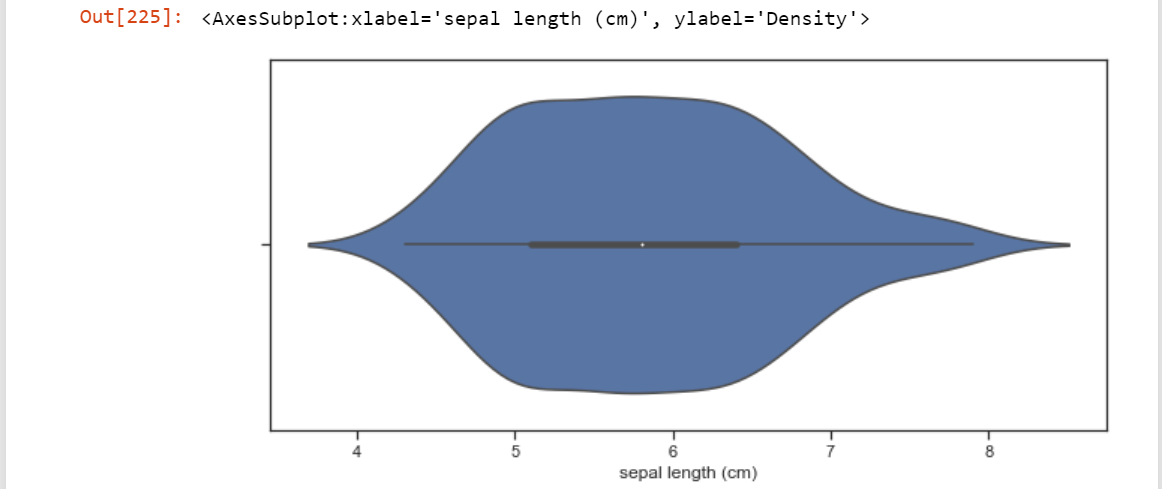 Out[225]: <AxesSubplot:xlabel='sepal length (cm)', ylabel='Density'>
4 5 6 7 8
sepal length (cm)